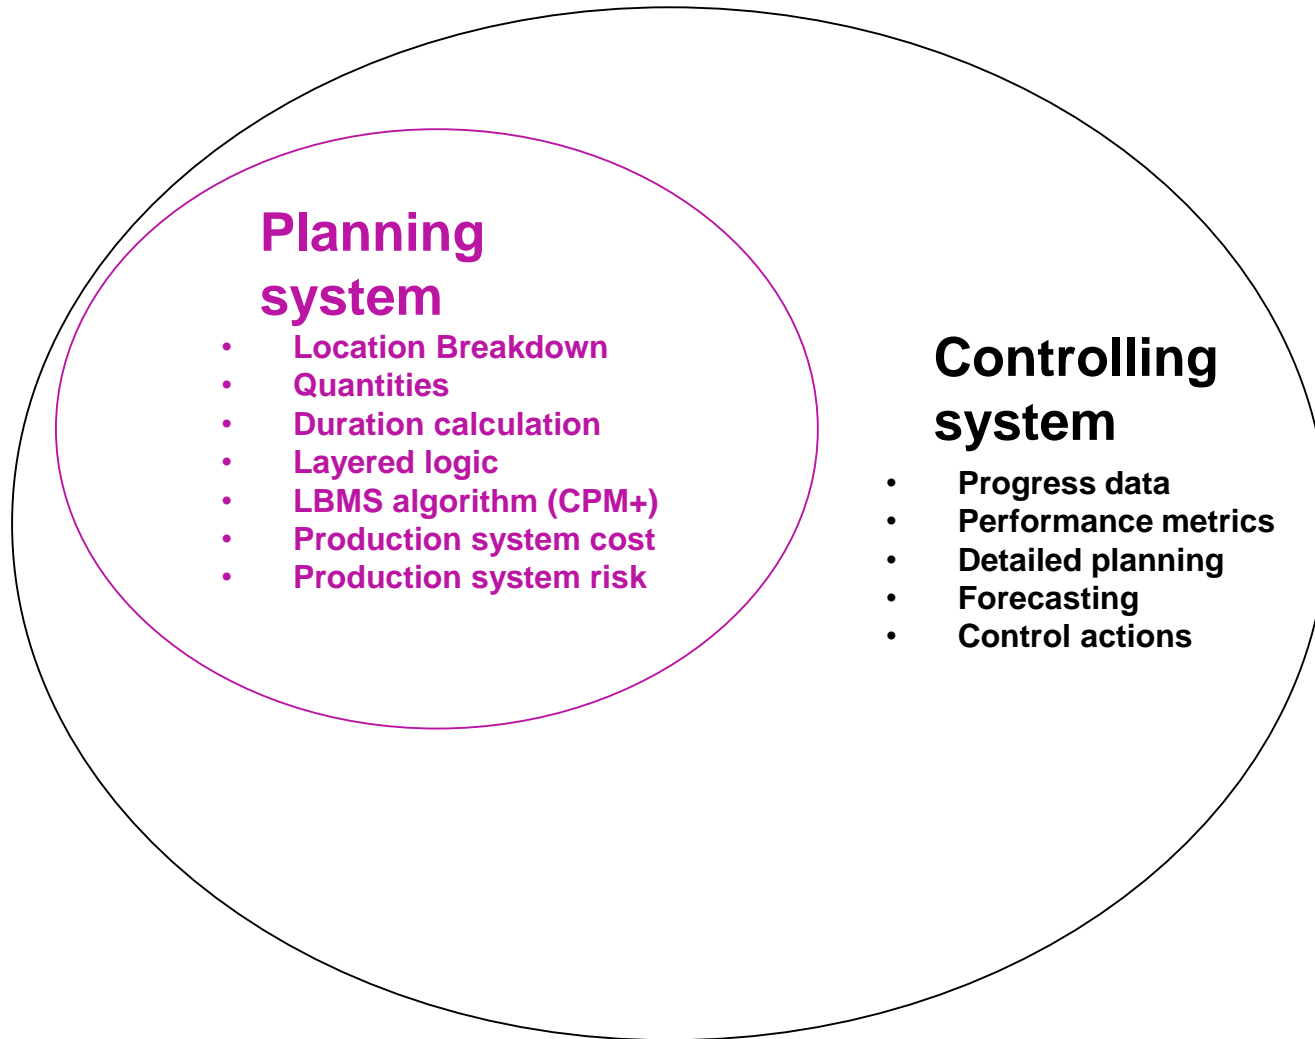 Planning
system
• Location Breakdown
• Quantities
• Duration calculation
• Layered logic
• LBMS algorithm (CPM+)
• Production system cost
• Production system risk
Controlling
system
• Progress data
• Performance metrics
• Detailed planning
• Forecasting
• Control actions